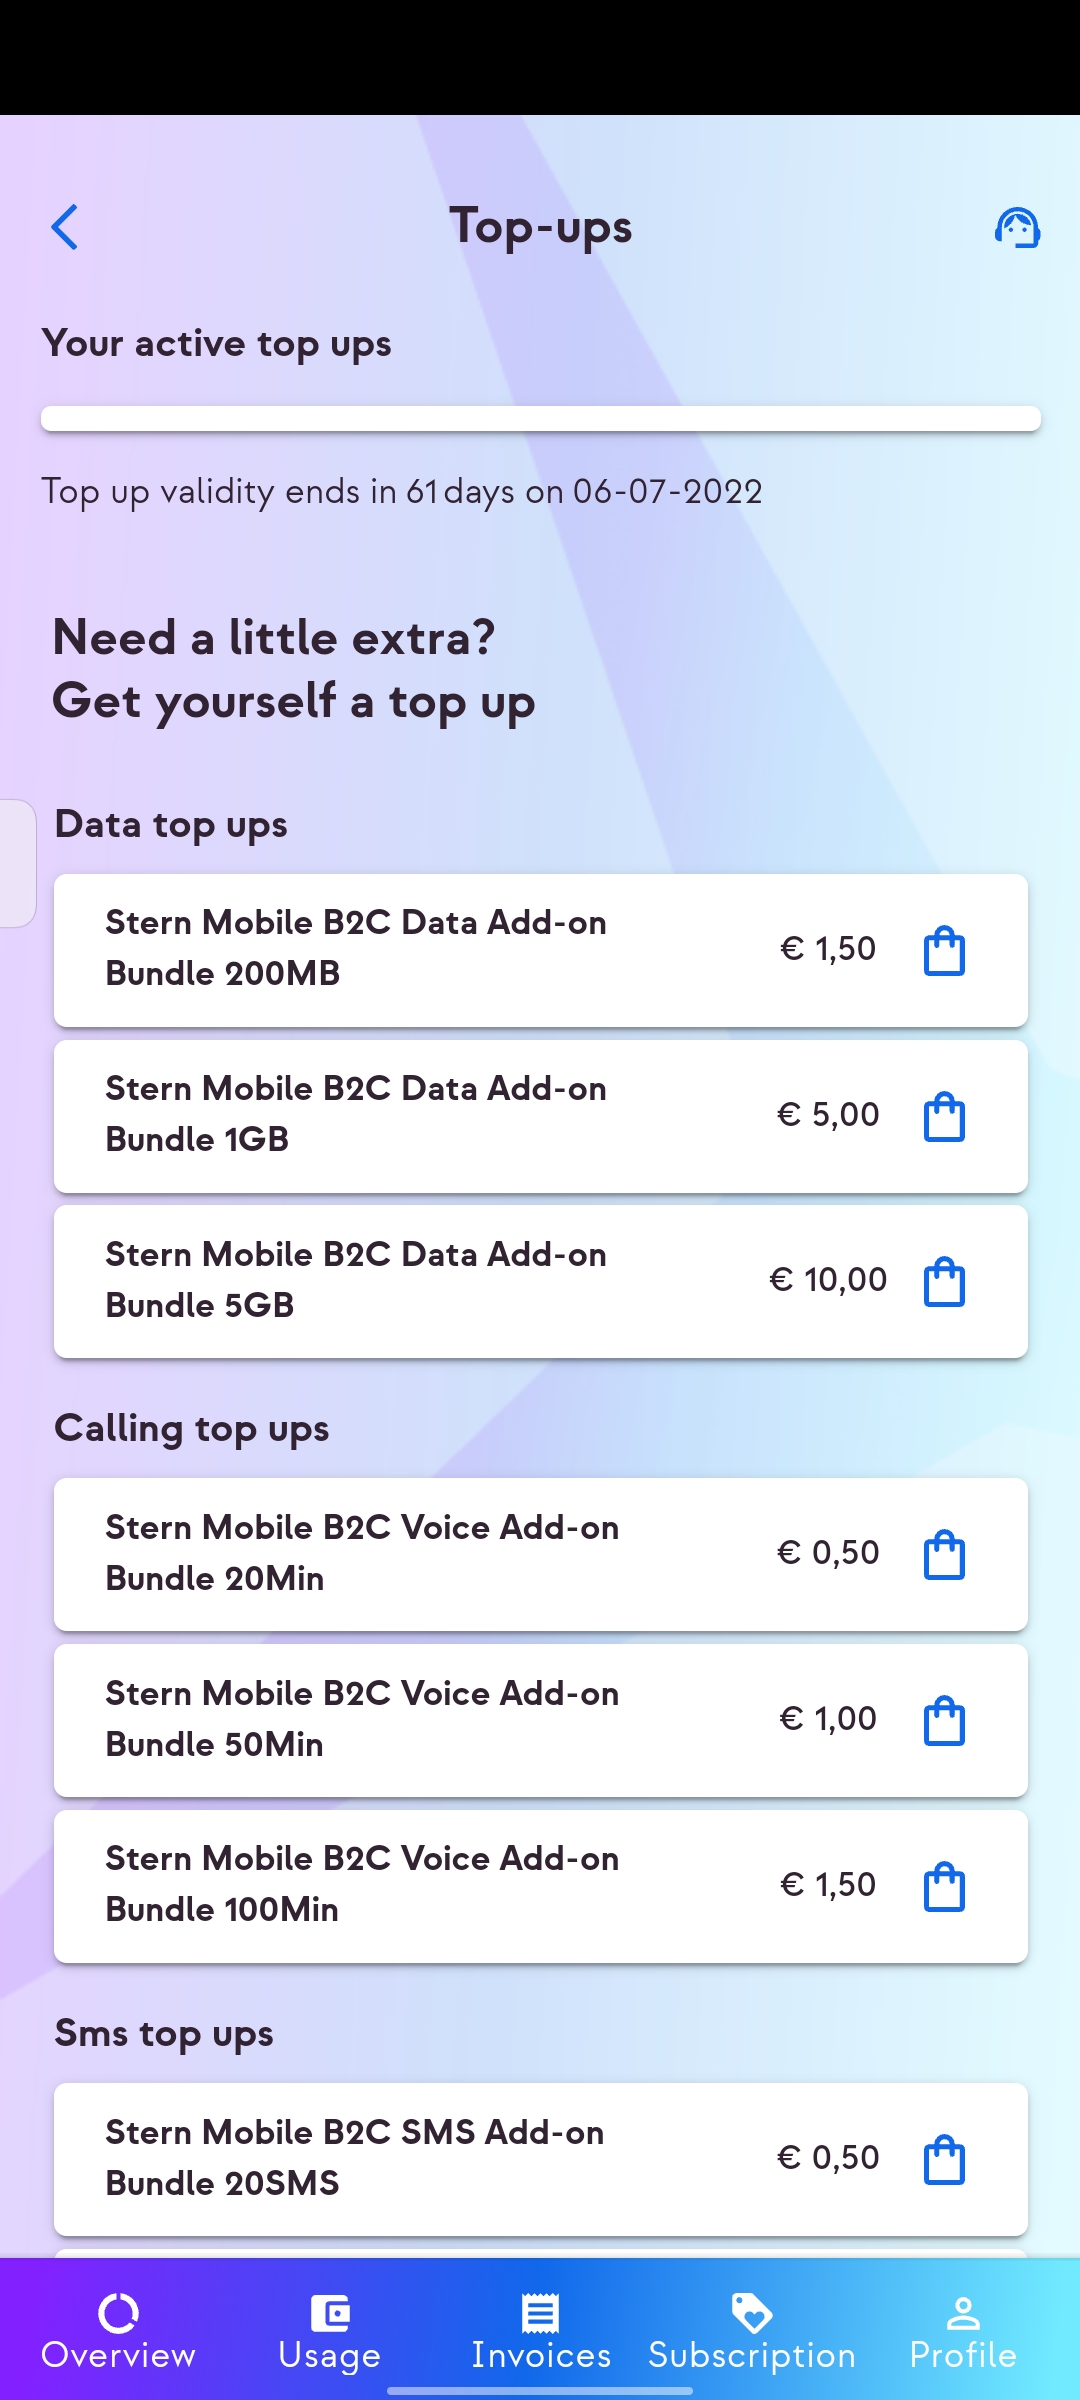 Top-ups
Your active top ups
Top up validity ends in 61 days on 06-07-2022
Need a little extra?
Get yourself a top up
Data top ups
Stern Mobile B2C Data Add-on
Bundle 200MB
€ 1,50
Stern Mobile B2C Data Add-on
Bundle 1GB
€ 5,00
Stern Mobile B2C Data Add-on
Bundle 5GB
€ 10,00
Calling top ups
Stern Mobile B2C Voice Add-on
Bundle 20Min
€ 0,50
Stern Mobile B2C Voice Add-on
Bundle 50Min
€ 1,00
Stern Mobile B2C Voice Add-on
Bundle 100Min
€ 1,50
Sms top ups
Stern Mobile B2C SMS Add-on
Bundle 20SMS
€ 0,50
Overview
Usage
Invoices
Subscription
Profile